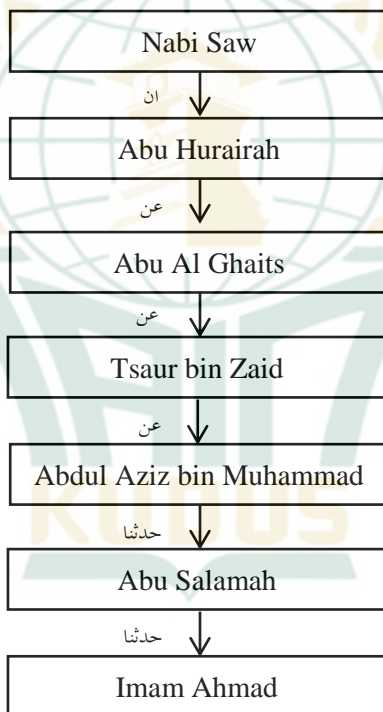 Nabi Saw
ان
Abu Hurairah
عن
Abu Al Ghaits
عن
Tsaur bin Zaid
عن
Abdul Aziz bin Muhammad
حدثنا
Abu Salamah
حدثنا
Imam Ahmad
KUDUS